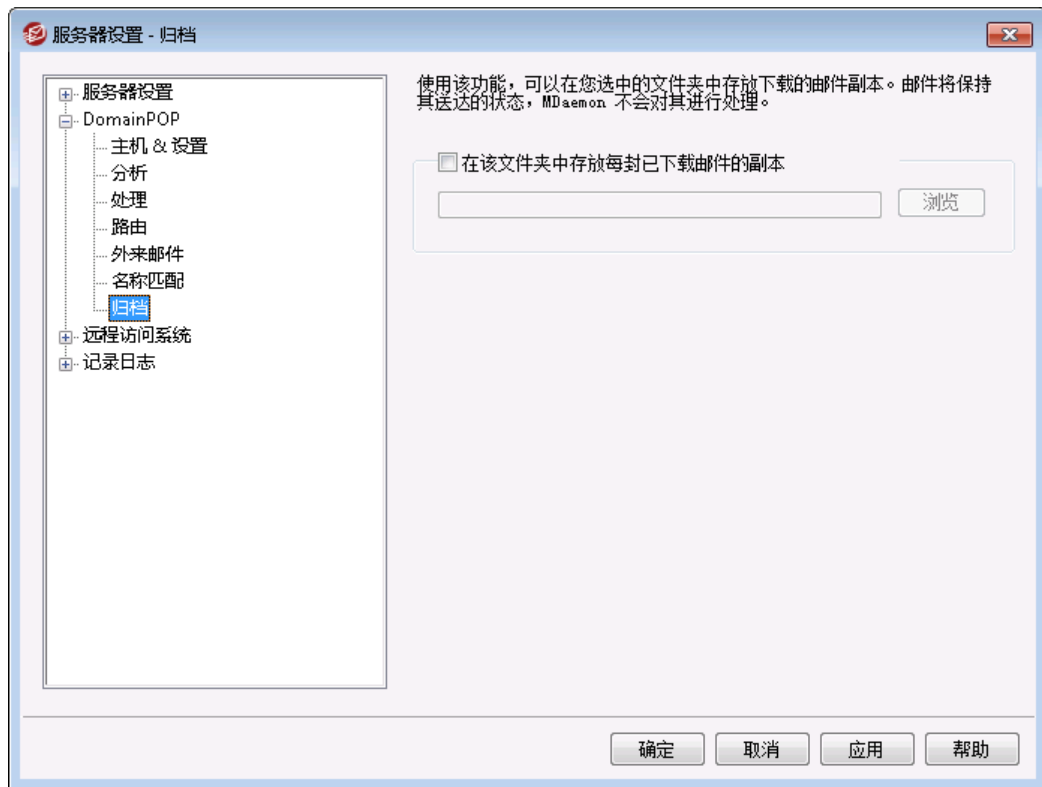 服务器设置 - 归档
服务器设置
DomainPOP
主机 & 设置
分析
处理
路由
外来邮件
名称匹配
归档
远程访问系统
记录日志
使用该功能，可以在您选中的文件夹中存放下载的邮件副本。邮件将保持
其送达的状态，MDaemon 不会对其进行处理。
在该文件夹中存放每封已下载邮件的副本
浏览
确定
取消
应用
帮助